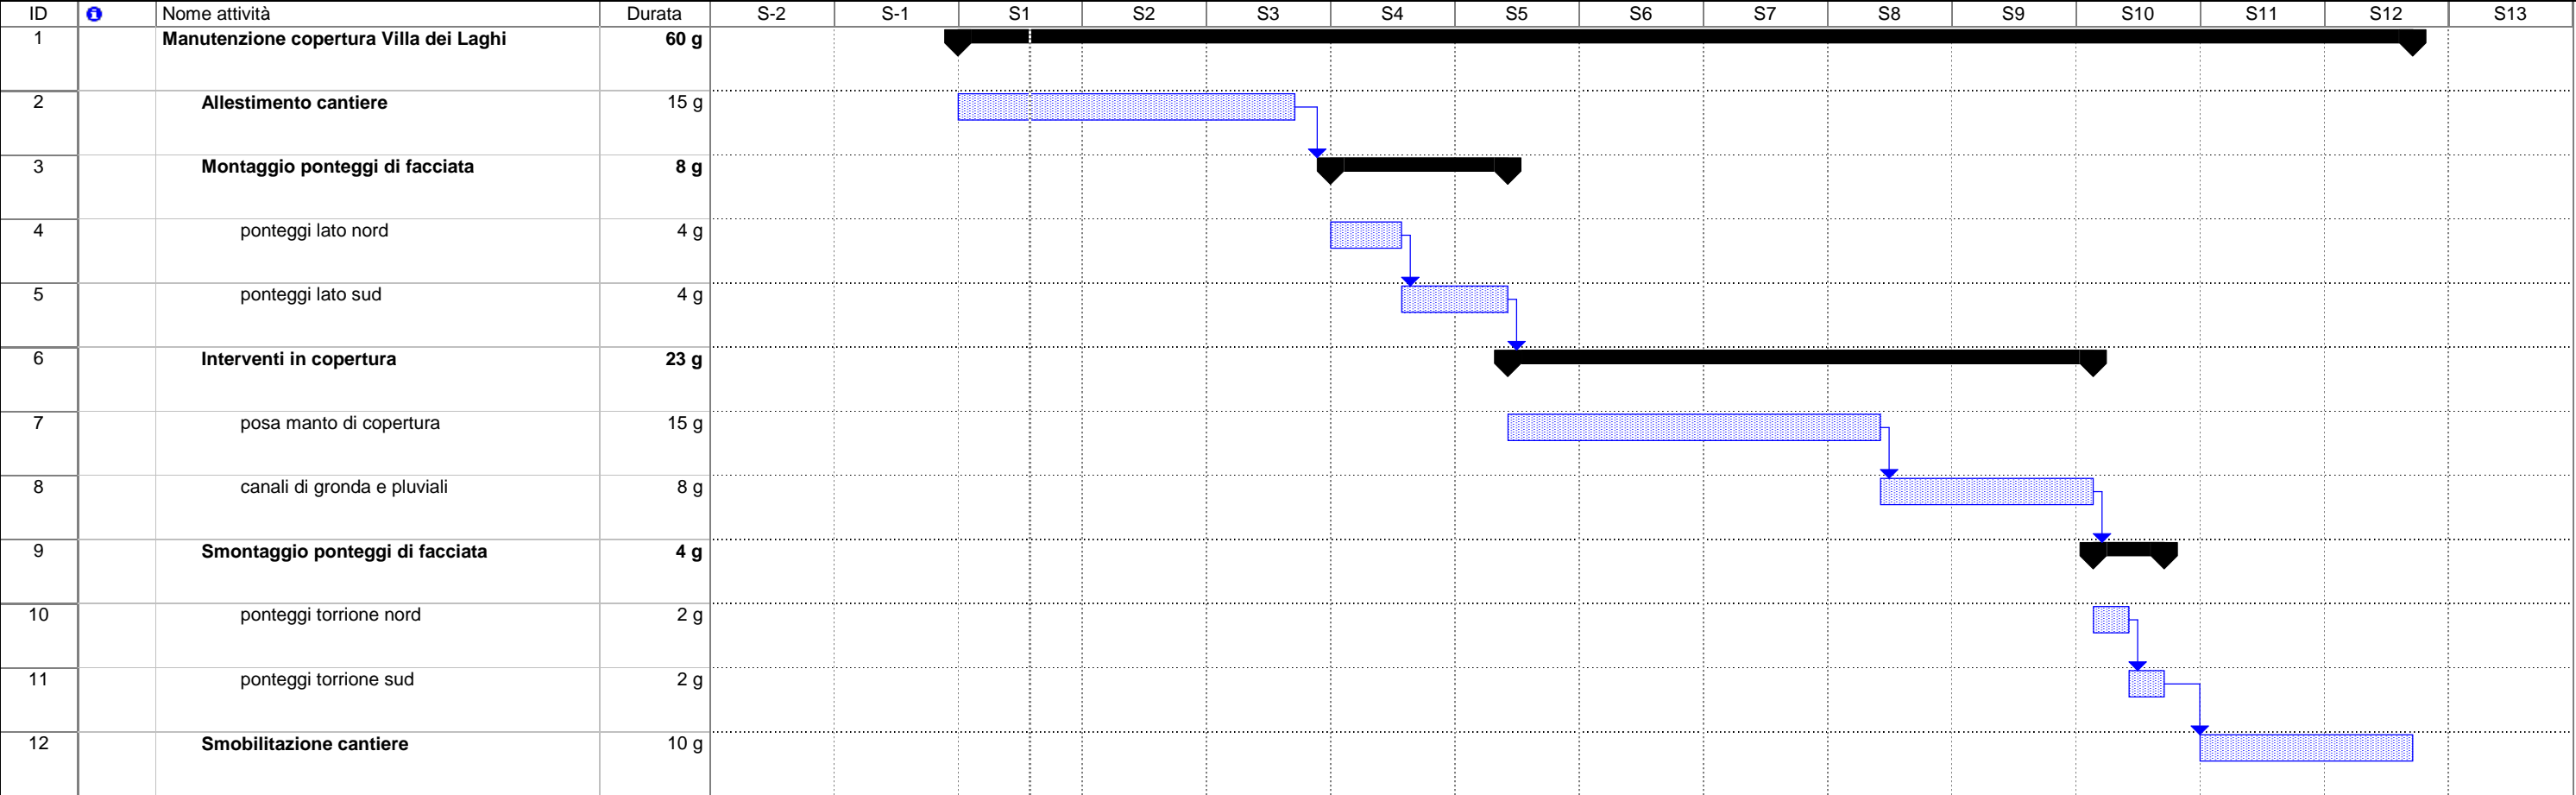 ID Nome attività Durata S-2 S-1 S1 S2 S3 S4 S5 S6 S7 S8 S9 S10 S11 S12 S13
1 Manutenzione copertura Villa dei Laghi 60 g
2 Allestimento cantiere 15 g
3 Montaggio ponteggi di facciata 8 g
4 ponteggi lato nord 4 g
5 ponteggi lato sud 4 g
6 Interventi in copertura 23 g
7 posa manto di copertura 15 g
8 canali di gronda e pluviali 8 g
9 Smontaggio ponteggi di facciata 4 g
10 ponteggi torrione nord 2 g
11 ponteggi torrione sud 2 g
12 Smobilitazione cantiere 10 g